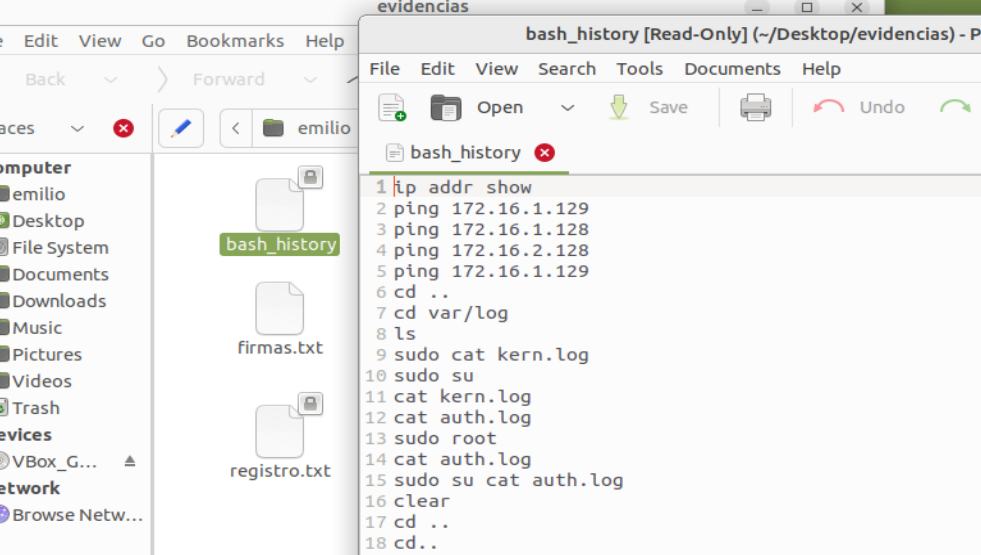 evidencias
Edit View Go Bookmarks Help
Back Forward
emilio
bash_history
firmas.txt
registro.txt
emilio
Desktop
File System
Documents
Downloads
Music
Pictures
Videos
Trash
VBox_G...
Browse Netw...
bash_history [Read-Only] (~/Desktop/evidencias) - P
File Edit View Search Tools Documents Help
Open Save Undo
bash_history
1 ip addr show
2 ping 172.16.1.129
3 ping 172.16.1.128
4 ping 172.16.2.128
5 ping 172.16.1.129
6 cd ..
7 cd var/log
8 ls
9 sudo cat kern.log
10 sudo su
11 cat kern.log
12 cat auth.log
13 sudo root
14 cat auth.log
15 sudo su cat auth.log
16 clear
17 cd ..
18 cd..